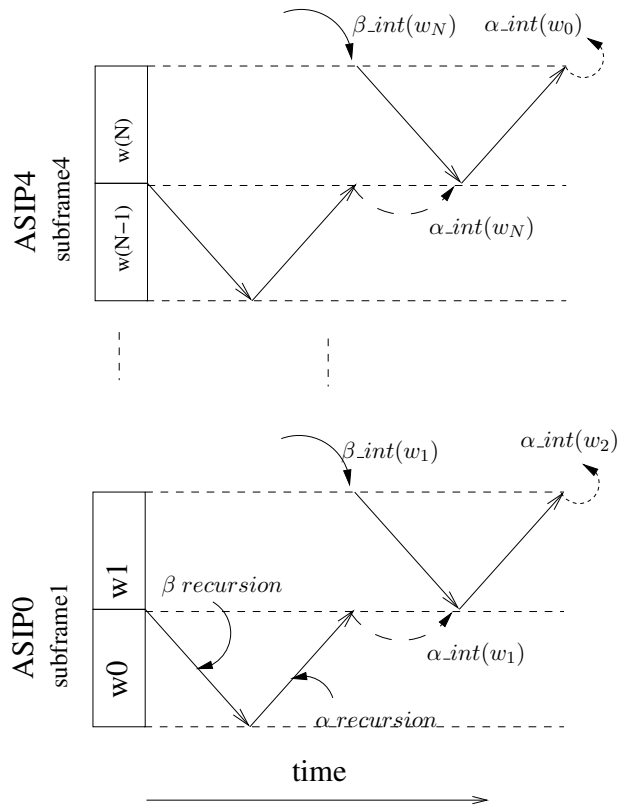 β_int(w_N)
α_int(w_0)
ASIP4
subframe4
w(N)
w(N−1)
α_int(w_N)
β_int(w_1)
α_int(w_2)
ASIP0
subframe1
w1
w0
β recursion
α_int(w_1)
α recursion
time